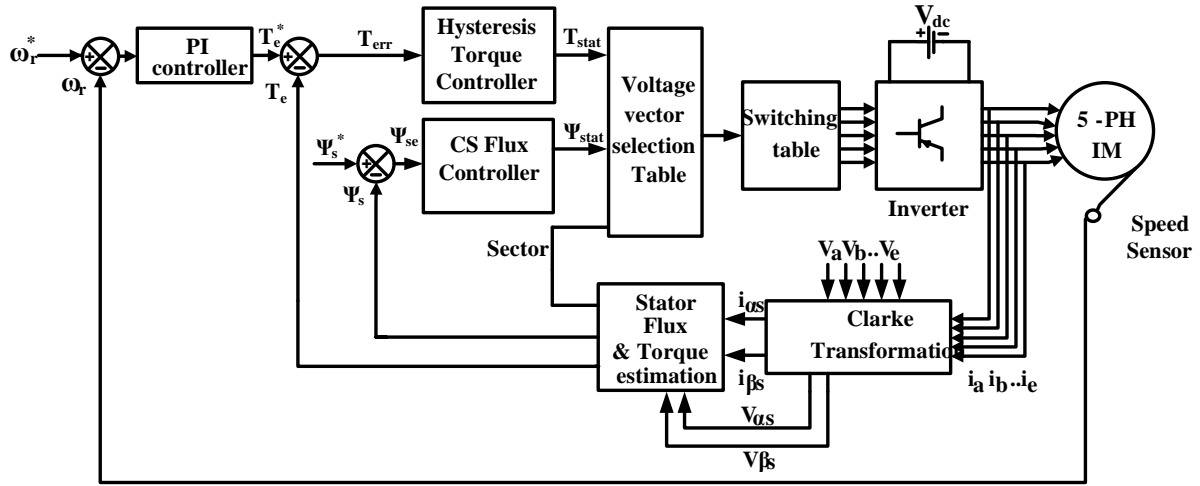 ωr*
ωr
PI
controller
Te*
Te
Terr
Hysteresis
Torque
Controller
Tstat
Ψs*
Ψs
Ψse
CS Flux
Controller
Ψstat
Voltage
vector
selection
Table
Sector
Switching
table
Vdc
Inverter
5 -PH
IM
Speed
Sensor
VaVb..Ve
Clarke
Transformation
ia ib..ie
iαs
iβs
Stator
Flux
& Torque
estimation
Vαs
Vβs